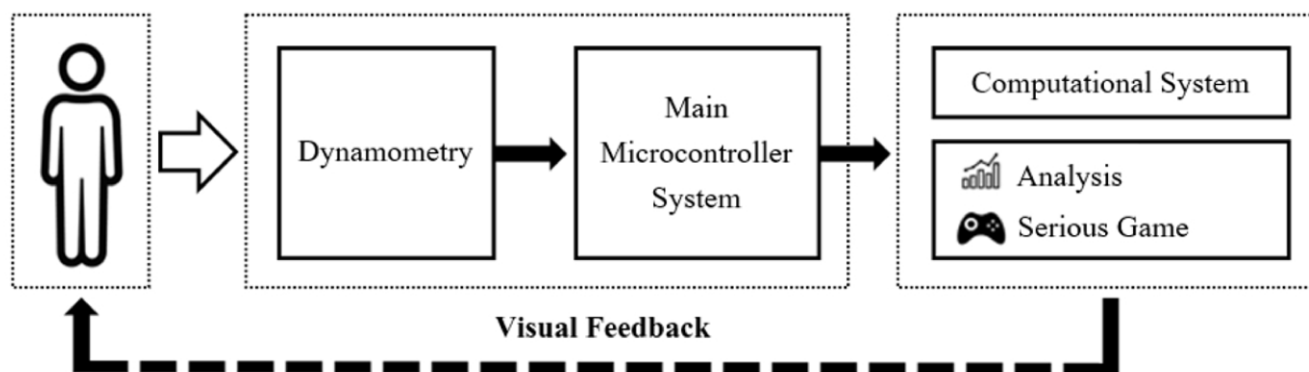 Dynamometry
Main
Microcontroller
System
Computational System
Analysis
Serious Game
Visual Feedback